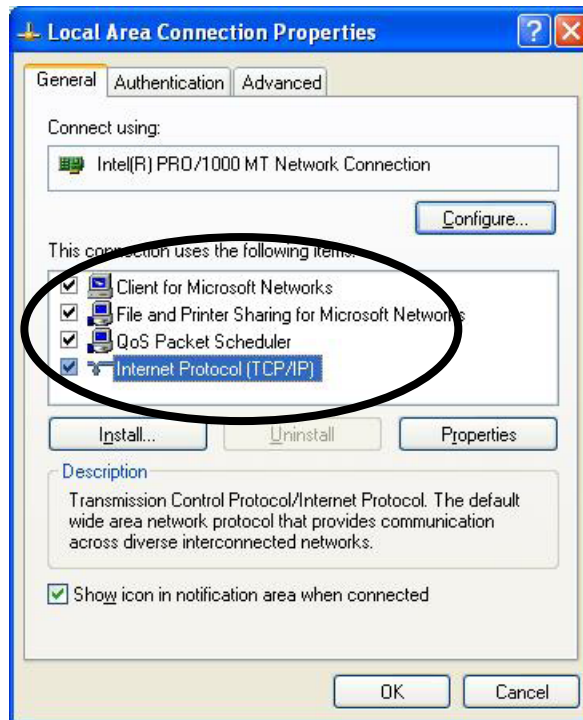 Local Area Connection Properties
General Authentication Advanced
Connect using:
Intel(R) PRO/1000 MT Network Connection
Configure...
This connection uses the following items:
Client for Microsoft Networks
File and Printer Sharing for Microsoft Networks
QoS Packet Scheduler
Internet Protocol (TCP/IP)
Install... Uninstall Properties
Description
Transmission Control Protocol/Internet Protocol. The default
wide area network protocol that provides communication
across diverse interconnected networks.
Show icon in notification area when connected
OK Cancel